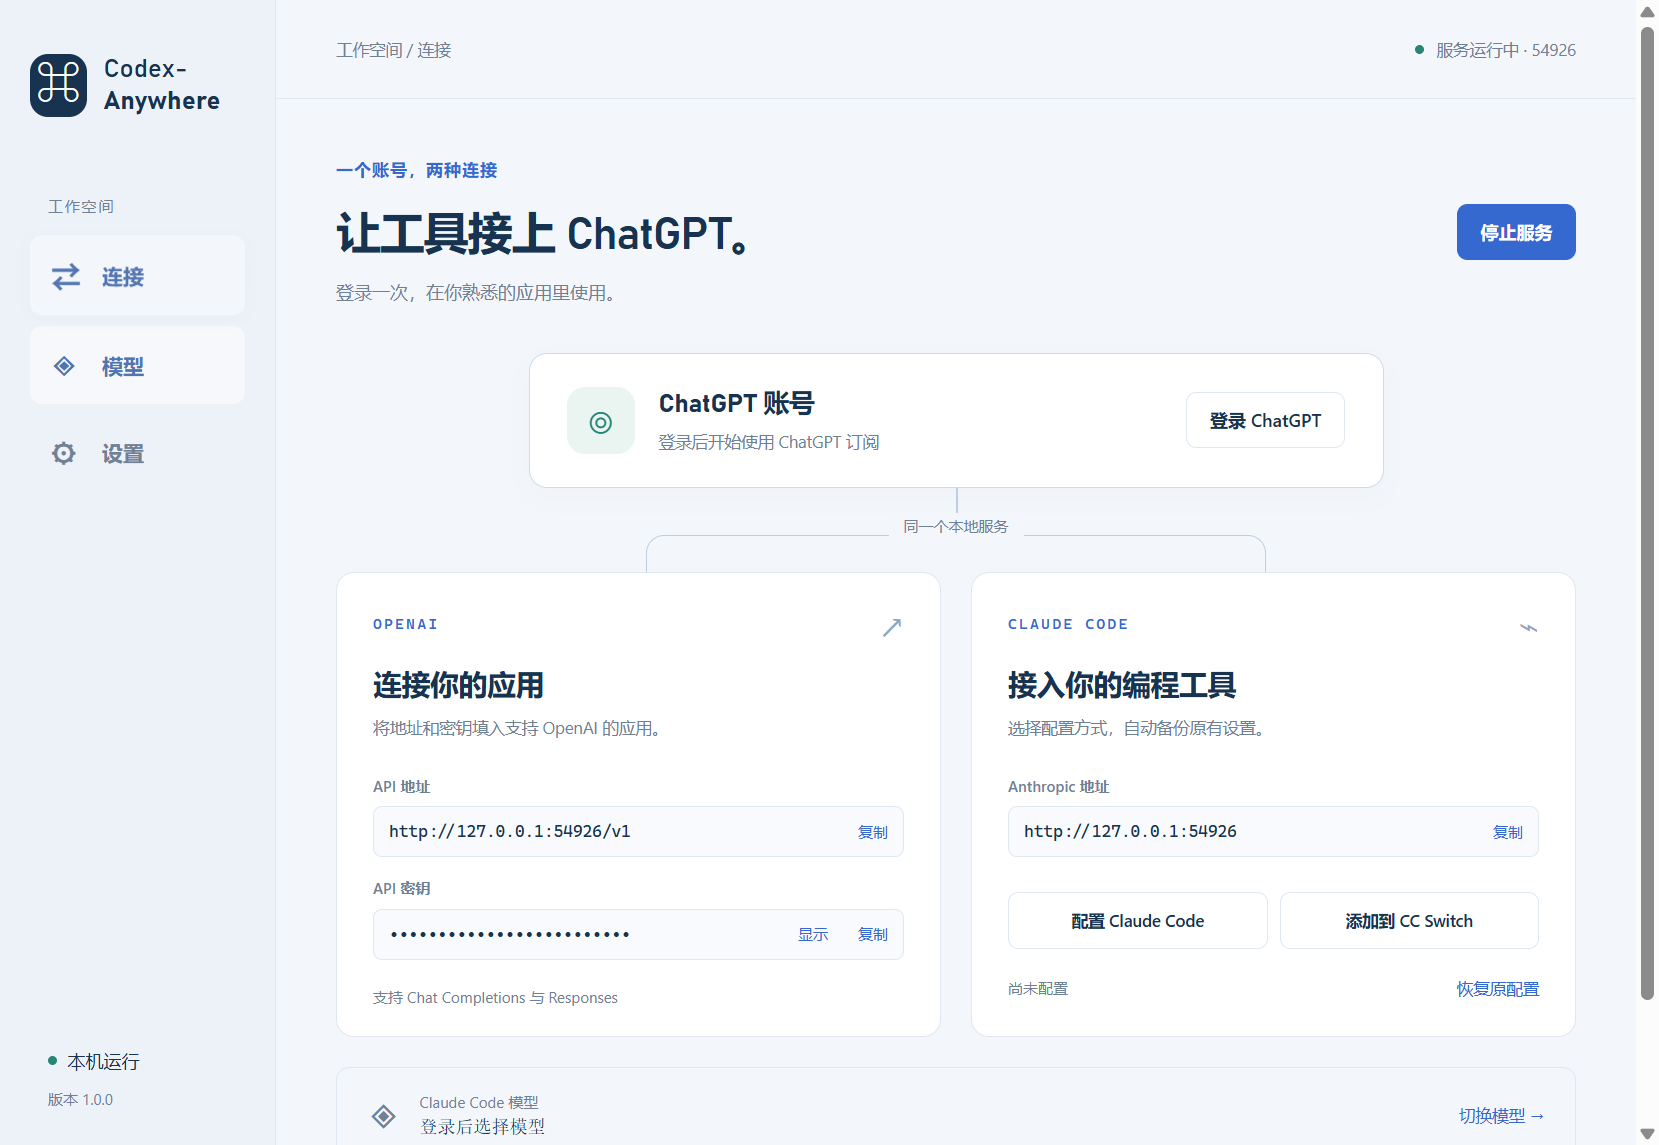 Codex-
Anywhere
工作空间
连接
模型
设置
本机运行
版本 1.0.0
工作空间 / 连接
服务运行中 · 54926
一个账号，两种连接
让工具接上 ChatGPT。
登录一次，在你熟悉的应用里使用。
停止服务
ChatGPT 账号
登录后开始使用 ChatGPT 订阅
登录 ChatGPT
同一个本地服务
OPENAI
连接你的应用
将地址和密钥填入支持 OpenAI 的应用。
API 地址
http://127.0.0.1:54926/v1
复制
API 密钥
•••••••••••••••••••••••••
显示
复制
支持 Chat Completions 与 Responses
CLAUDE CODE
接入你的编程工具
选择配置方式，自动备份原有设置。
Anthropic 地址
http://127.0.0.1:54926
复制
配置 Claude Code
添加到 CC Switch
尚未配置
恢复原配置
Claude Code 模型
登录后选择模型
切换模型 →